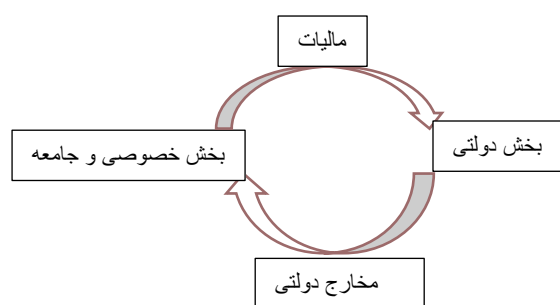 مالیات
بخش دولتی
بخش خصوصی و جامعه
مخارج دولتی